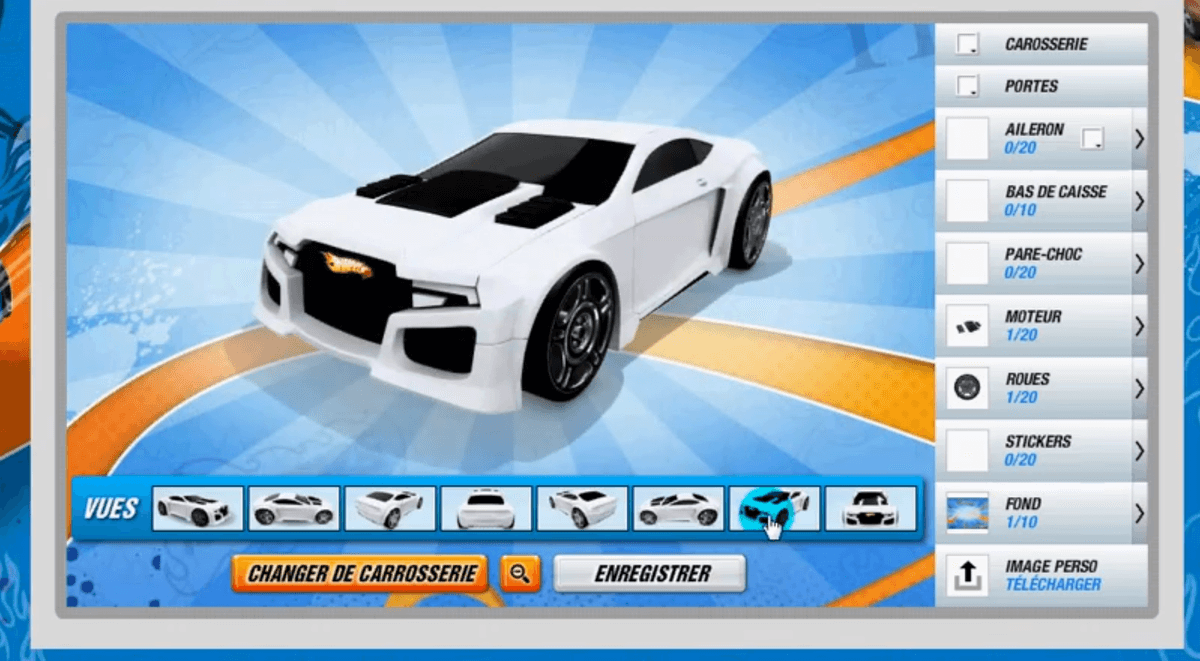 CAROSSERIE
PORTES
AILERON
0/20
BAS DE CAISSE
0/10
PARE-CHOC
0/20
MOTEUR
1/20
ROUES
1/20
STICKERS
0/20
FOND
1/10
IMAGE PERSO
TÉLÉCHARGER
VUES
CHANGER DE CARROSSERIE
ENREGISTRER